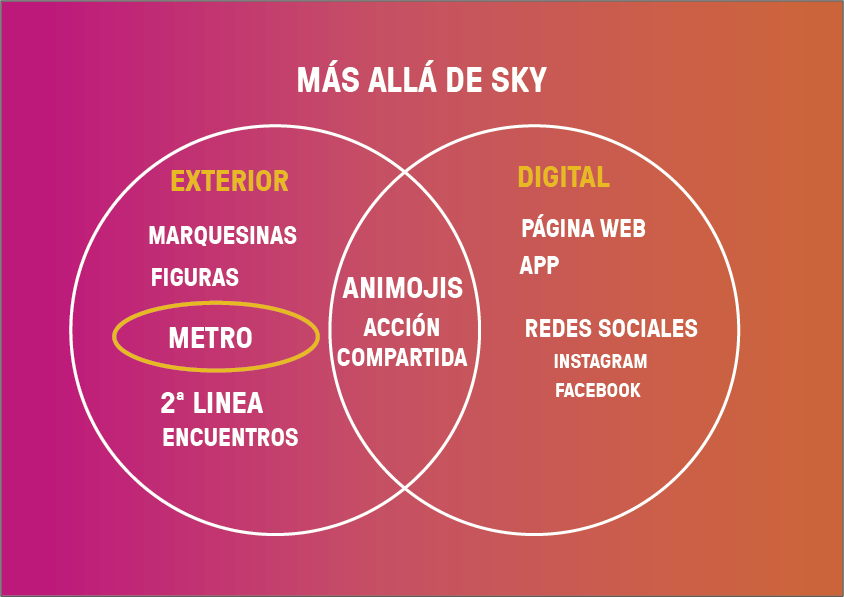 MÁS ALLÁ DE SKY
EXTERIOR
MARQUESINAS
FIGURAS
METRO
2ª LINEA
ENCUENTROS
ANIMOJIS
ACCIÓN
COMPARTIDA
DIGITAL
PÁGINA WEB
APP
REDES SOCIALES
INSTAGRAM
FACEBOOK